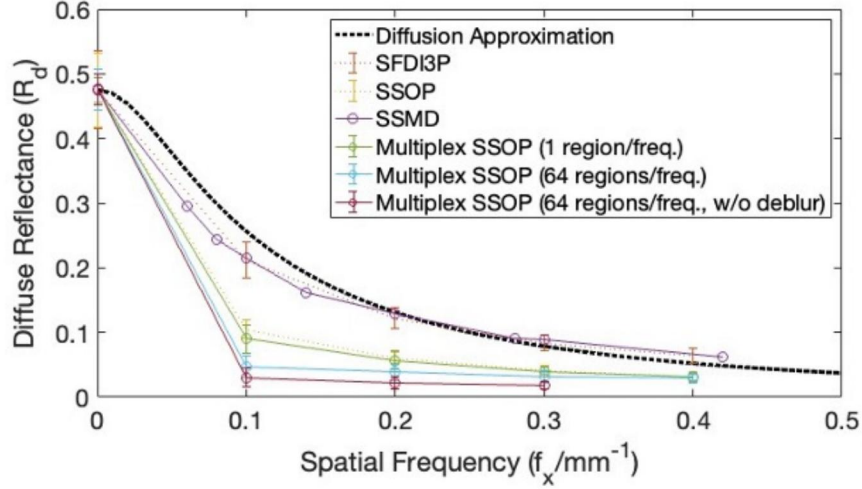 0.6
0.5
0.4
0.3
0.2
0.1
0
Diffuse Reflectance (Rd)
Diffusion Approximation
SFDI3P
SSOP
SSMD
Multiplex SSOP (1 region/freq.)
Multiplex SSOP (64 regions/freq.)
Multiplex SSOP (64 regions/freq., w/o deblur)
0 0.1 0.2 0.3 0.4 0.5
Spatial Frequency (fx/mm-1)